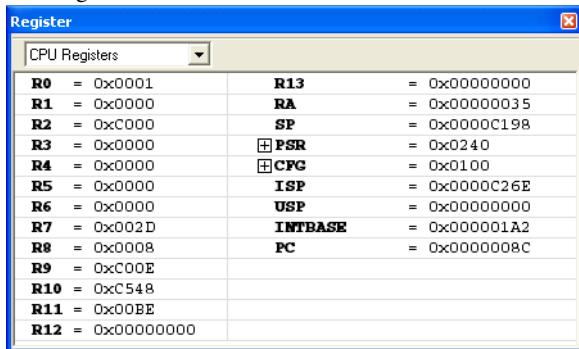 Register
CPU Registers
R0 = 0x0001 R13 = 0x00000000
R1 = 0x0000 RA = 0x00000035
R2 = 0xC000 SP = 0x0000C198
R3 = 0x0000 PSR = 0x0240
R4 = 0x0000 CFG = 0x0100
R5 = 0x0000 ISP = 0x0000C26E
R6 = 0x0000 USP = 0x00000000
R7 = 0x002D INTBASE = 0x000001A2
R8 = 0x0008 PC = 0x0000008C
R9 = 0xC00E
R10 = 0xC548
R11 = 0x00BE
R12 = 0x00000000